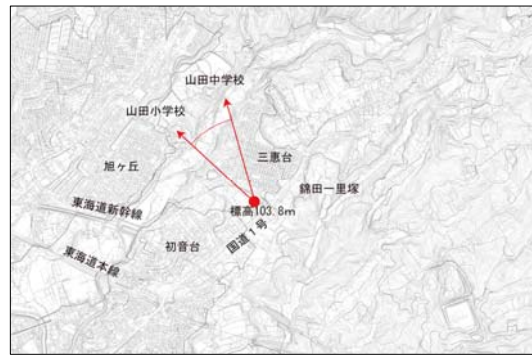 山田中学校
山田小学校
三恵台
旭ヶ丘
錦田一里塚
東海道新幹線
標高103.8m
国道1号
初音台
東海道本線